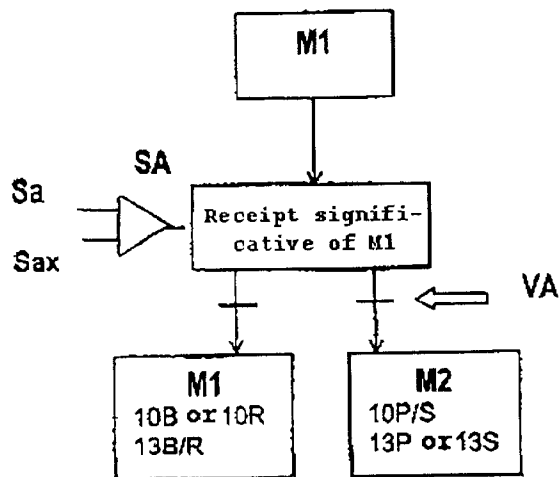 M1
SA
Sa
Sax
Receipt signifi-
cative of M1
VA
M1
10B or 10R
13B/R
M2
10P/S
13P or 13S